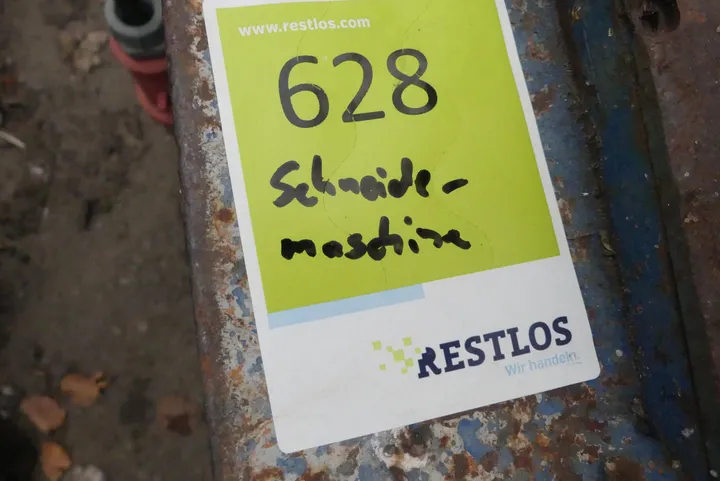 www.restlos.com
628
Schneide-
maschine
RESTLOS
Wir handeln.